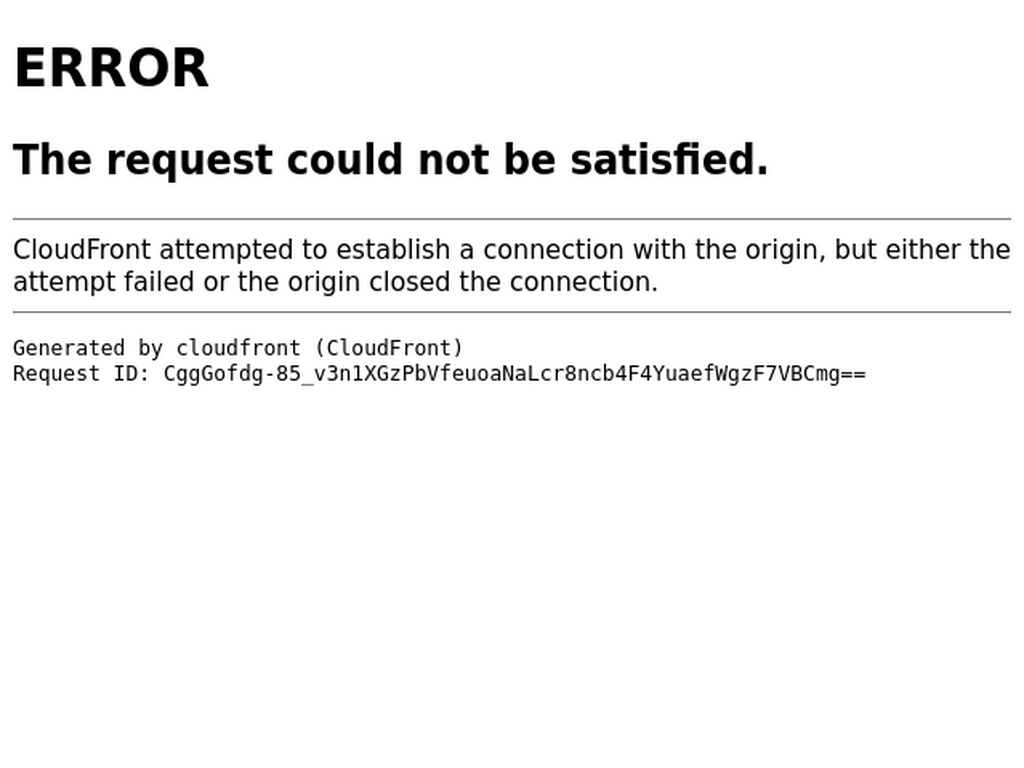 ERROR
The request could not be satisfied.
CloudFront attempted to establish a connection with the origin, but either the
attempt failed or the origin closed the connection.
Generated by cloudfront (CloudFront)
Request ID: CggGofdg-85_v3n1XGzPbVfeuoaNaLcr8ncb4F4YuaefWgzF7VBCmg==